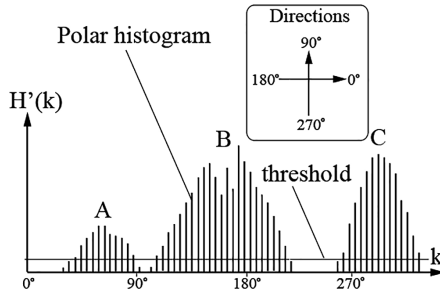 Directions
90°
180° 0°
270°
Polar histogram
H'(k)
A B C
threshold
k
0° 90° 180° 270°